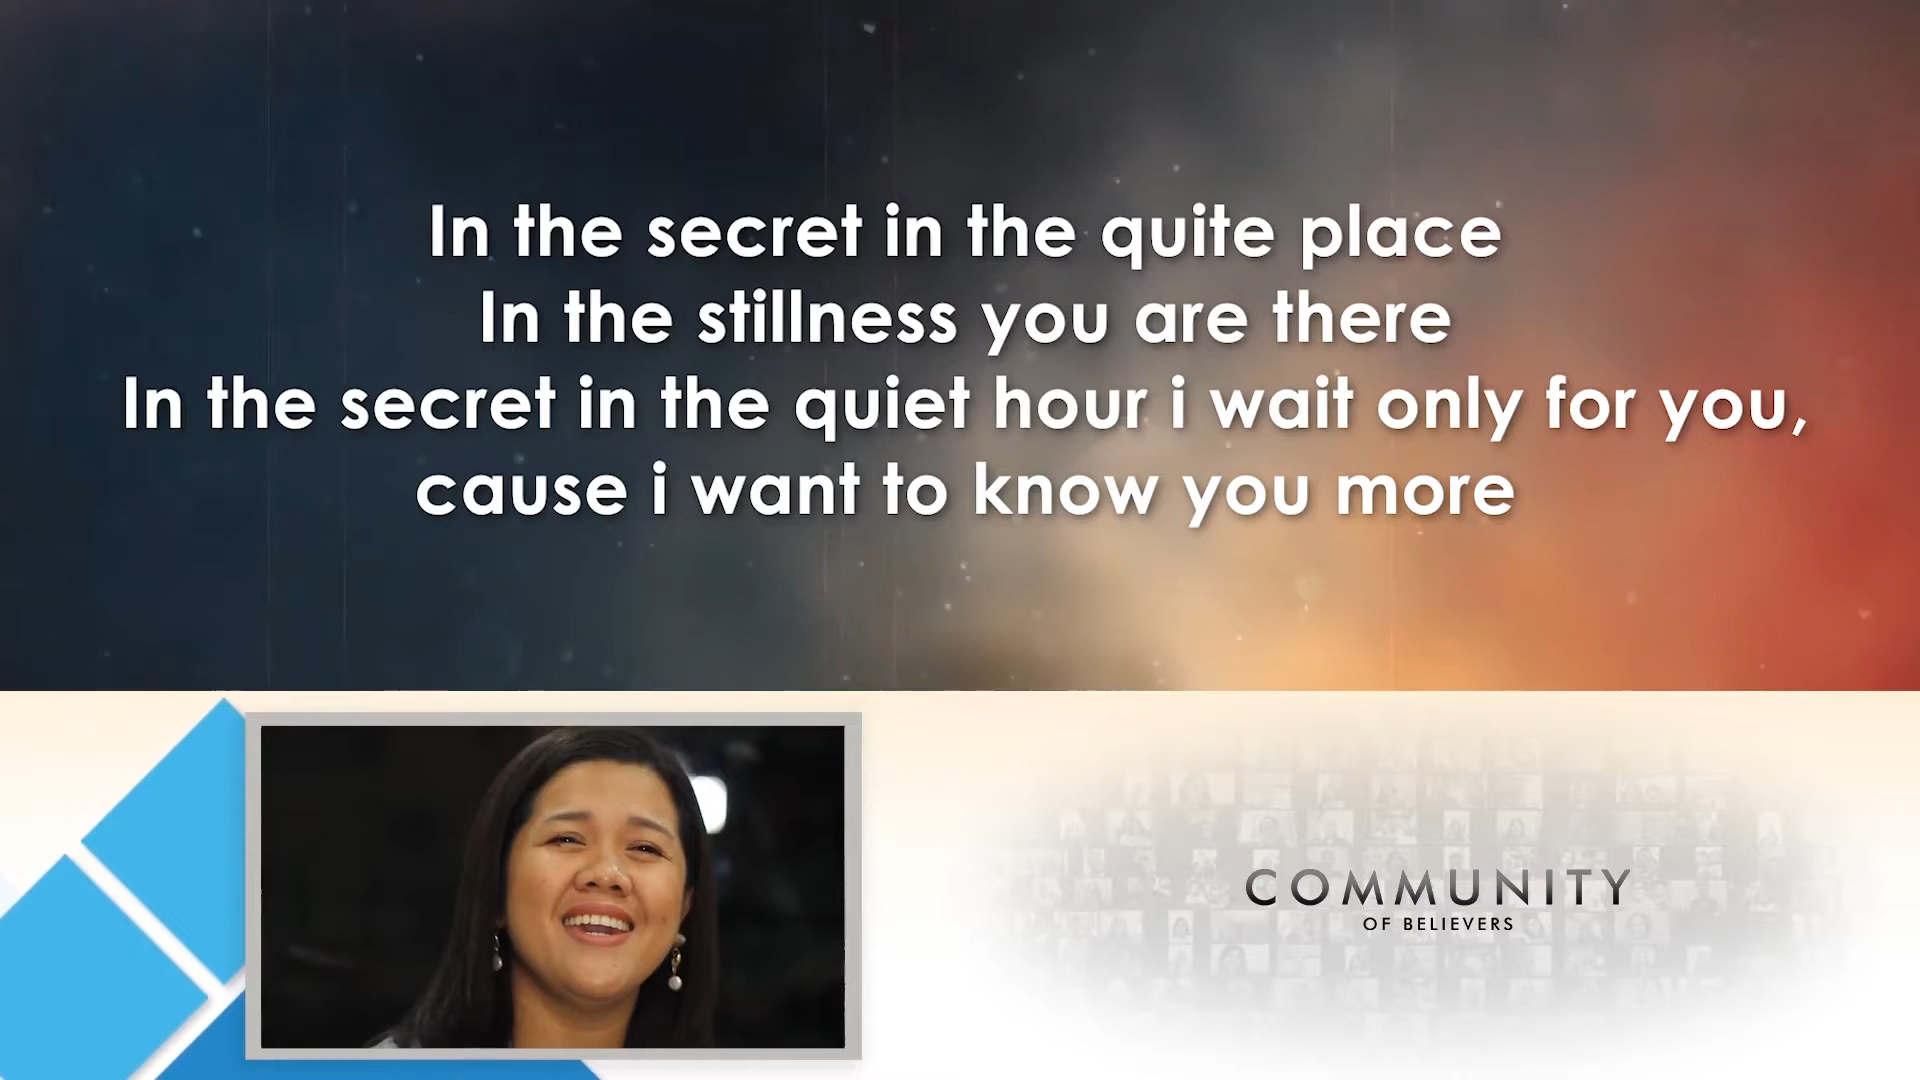 In the secret in the quite place
In the stillness you are there
In the secret in the quiet hour i wait only for you,
cause i want to know you more
COMMUNITY
OF BELIEVERS